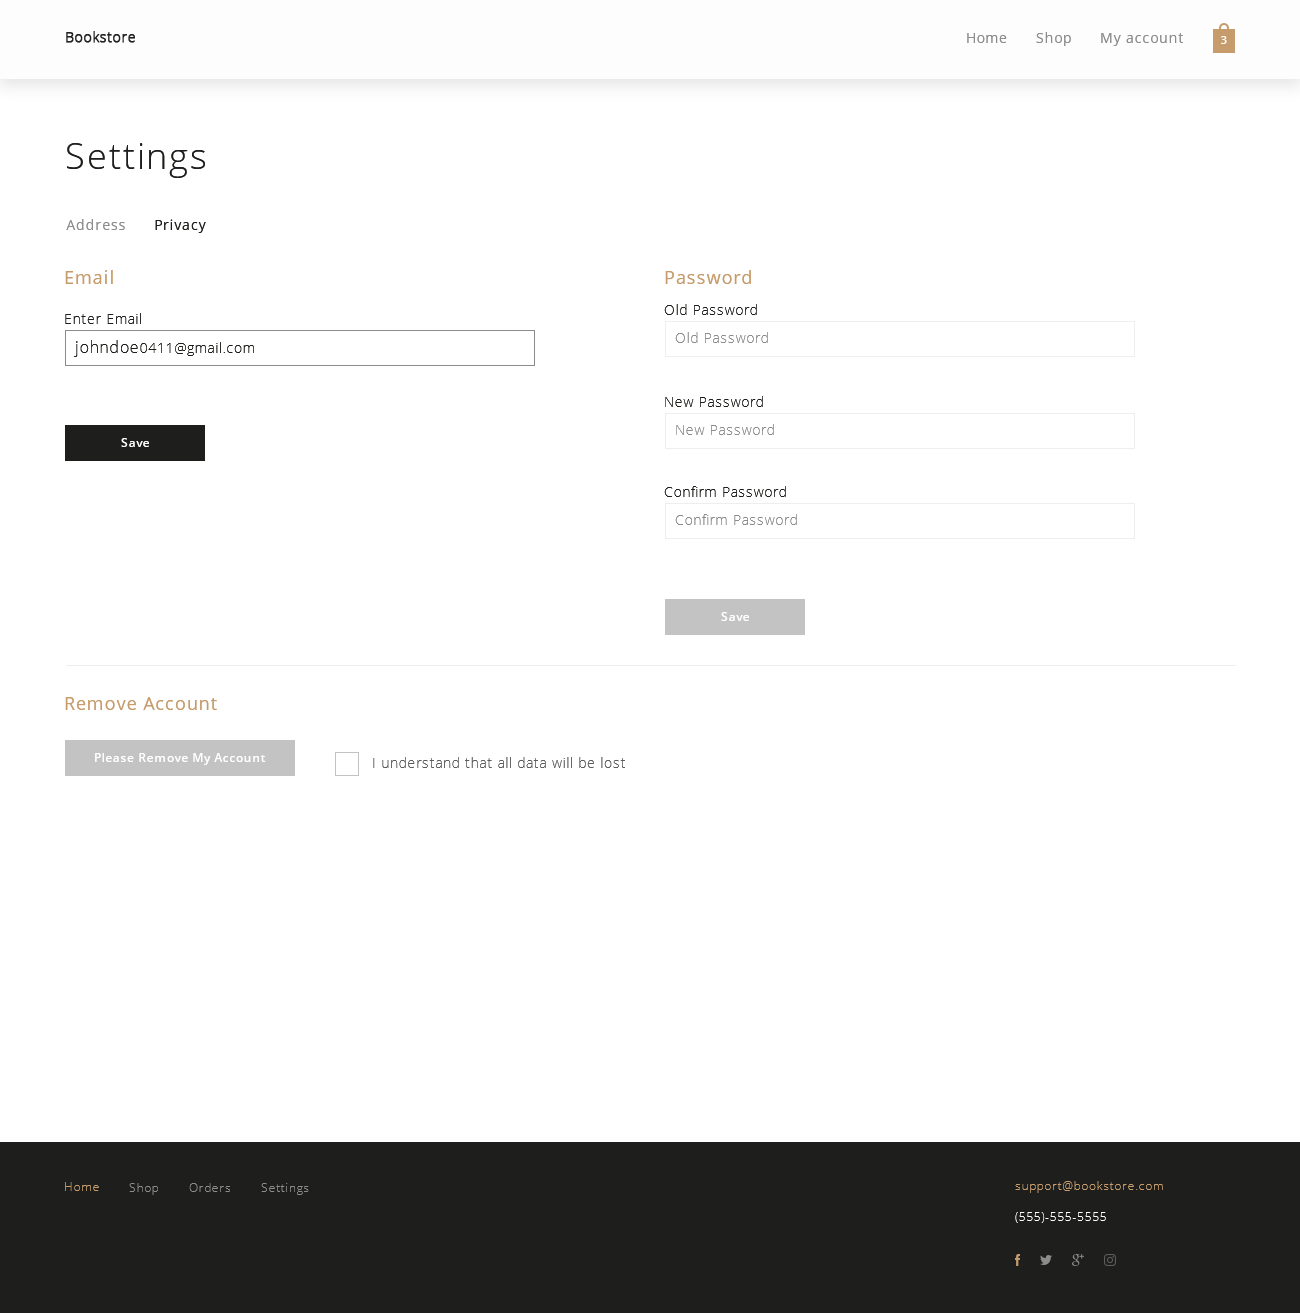 Bookstore
Home Shop My account 3
Settings
Address Privacy
Email
Enter Email
johndoe0411@gmail.com
Save
Password
Old Password
Old Password
New Password
New Password
Confirm Password
Confirm Password
Save
Remove Account
Please Remove My Account
I understand that all data will be lost
Home Shop Orders Settings
support@bookstore.com
(555)-555-5555